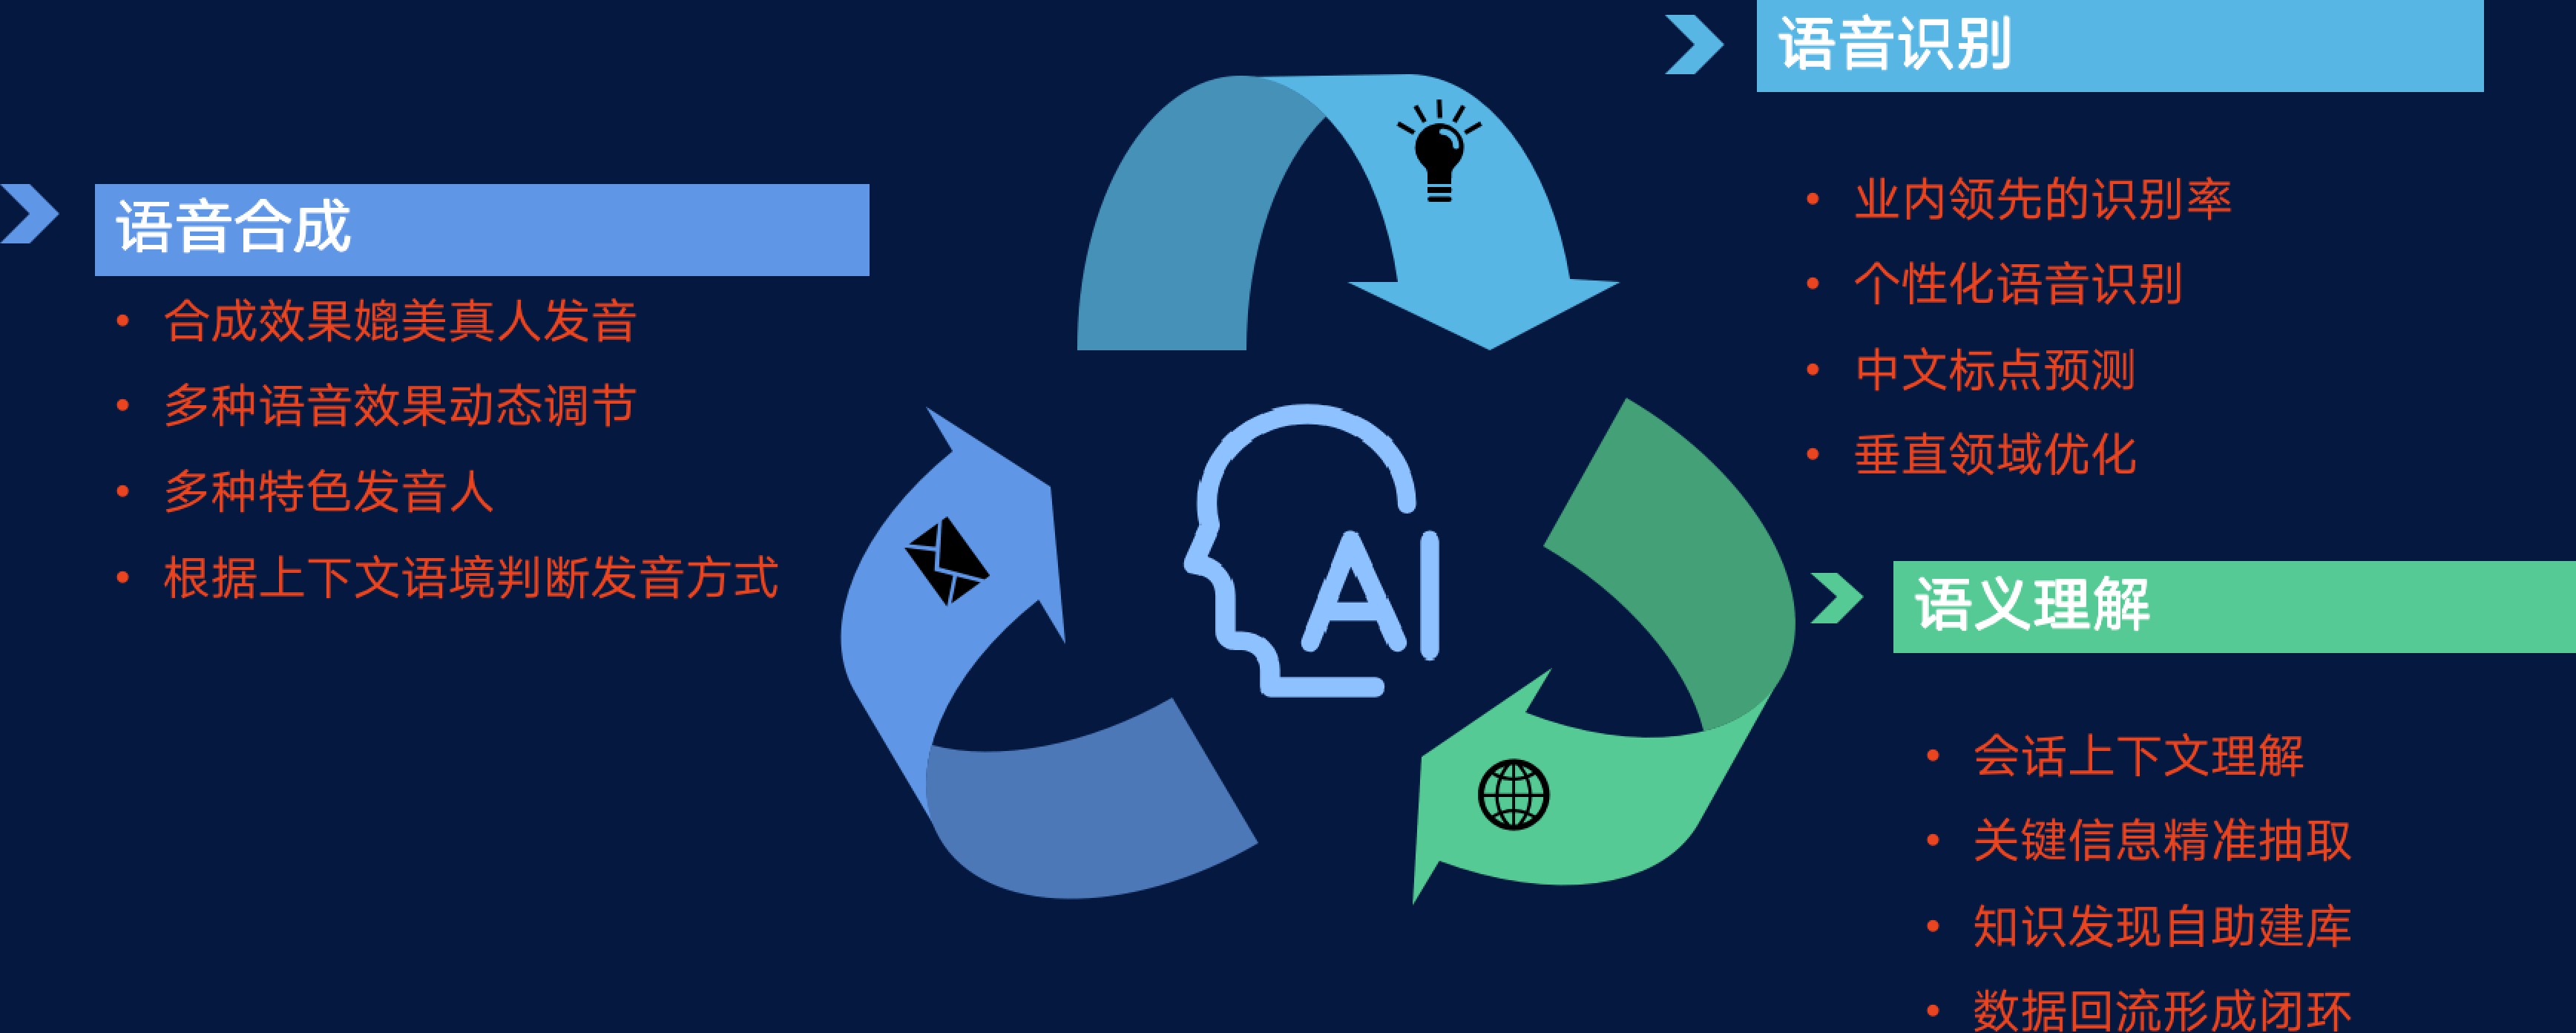 语音识别
业内领先的识别率
个性化语音识别
中文标点预测
垂直领域优化
语音合成
合成效果媲美真人发音
多种语音效果动态调节
多种特色发音人
根据上下文语境判断发音方式
AI
语义理解
会话上下文理解
关键信息精准抽取
知识发现自助建库
数据回流形成闭环